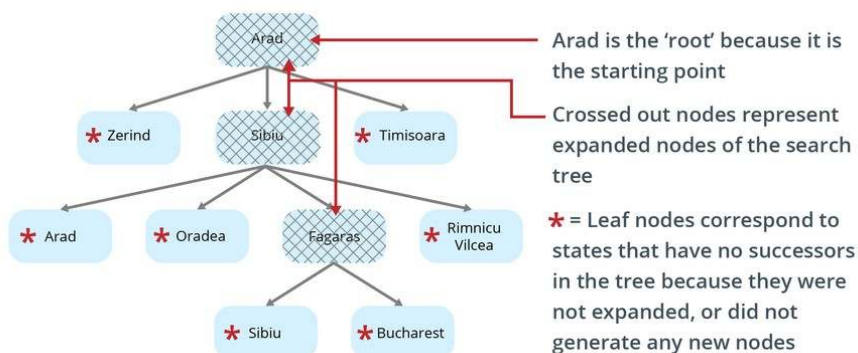 Arad
Arad is the ‘root’ because it is
the starting point
* Zerind
Sibiu
* Timisoara
Crossed out nodes represent
expanded nodes of the search
tree
* Arad
* Oradea
Fagaras
* Rimnicu
Vilcea
* = Leaf nodes correspond to
states that have no successors
in the tree because they were
not expanded, or did not
generate any new nodes
* Sibiu
* Bucharest